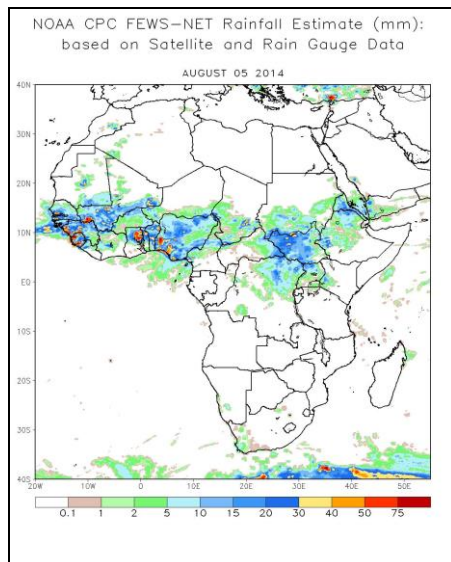 NOAA CPC FEWS-NET Rainfall Estimate (mm):
based on Satellite and Rain Gauge Data
AUGUST 05 2014
40N
30N
20N
10N
EQ
10S
20S
30S
40S
20W 10W 0 10E 20E 30E 40E 50E
0.1 1 2 5 10 15 20 30 40 50 75